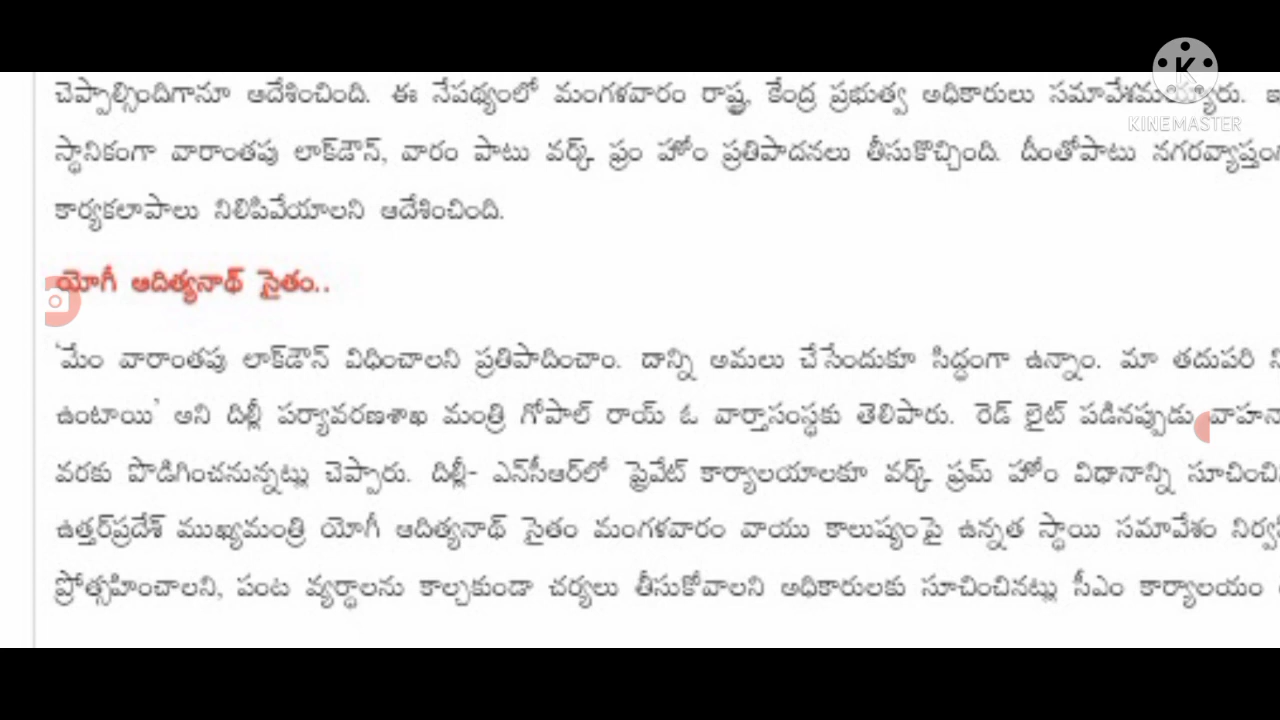 చెప్పాల్సిందిగానూ ఆదేశించింది. ఈ నేపథ్యంలో మంగళవారం రాష్ట్ర, కేంద్ర ప్రభుత్వ అధికారులు సమావేశమయ్యారు.
KINEMASTER
స్థానికంగా వారాంతపు లాక్‌డౌన్, వారం పాటు వర్క్ ఫ్రం హోం ప్రతిపాదనలు తీసుకొచ్చింది. దీంతోపాటు
కార్యకలాపాలు నిలిపివేయాలని ఆదేశించింది.
యోగీ ఆదిత్యనాథ్ సైతం..
‘మేం వారాంతపు లాక్‌డౌన్ విధించాలని ప్రతిపాదించాం. దాన్ని అమలు చేసేందుకూ సిద్ధంగా ఉన్నాం. మా తదుపరి
ఉంటాయి’ అని దిల్లీ పర్యావరణశాఖ మంత్రి గోపాల్ రాయ్ ఓ వార్తాసంస్థకు తెలిపారు. రెడ్ లైట్ పడినప్పుడు
వరకు పొడిగించనున్నట్లు చెప్పారు. దిల్లీ- ఎన్‌సీఆర్‌లో ప్రైవేట్ కార్యాలయాలకూ వర్క్ ఫ్రమ్ హోం విధానాన్ని
ఉత్తర్‌ప్రదేశ్ ముఖ్యమంత్రి యోగీ ఆదిత్యనాథ్ సైతం మంగళవారం వాయు కాలుష్యంపై ఉన్నత స్థాయి సమావేశం
ప్రోత్సహించాలని, పంట వ్యర్థాలను కాల్చకుండా చర్యలు తీసుకోవాలని అధికారులకు సూచించినట్లు సీఎం కార్యాలయం